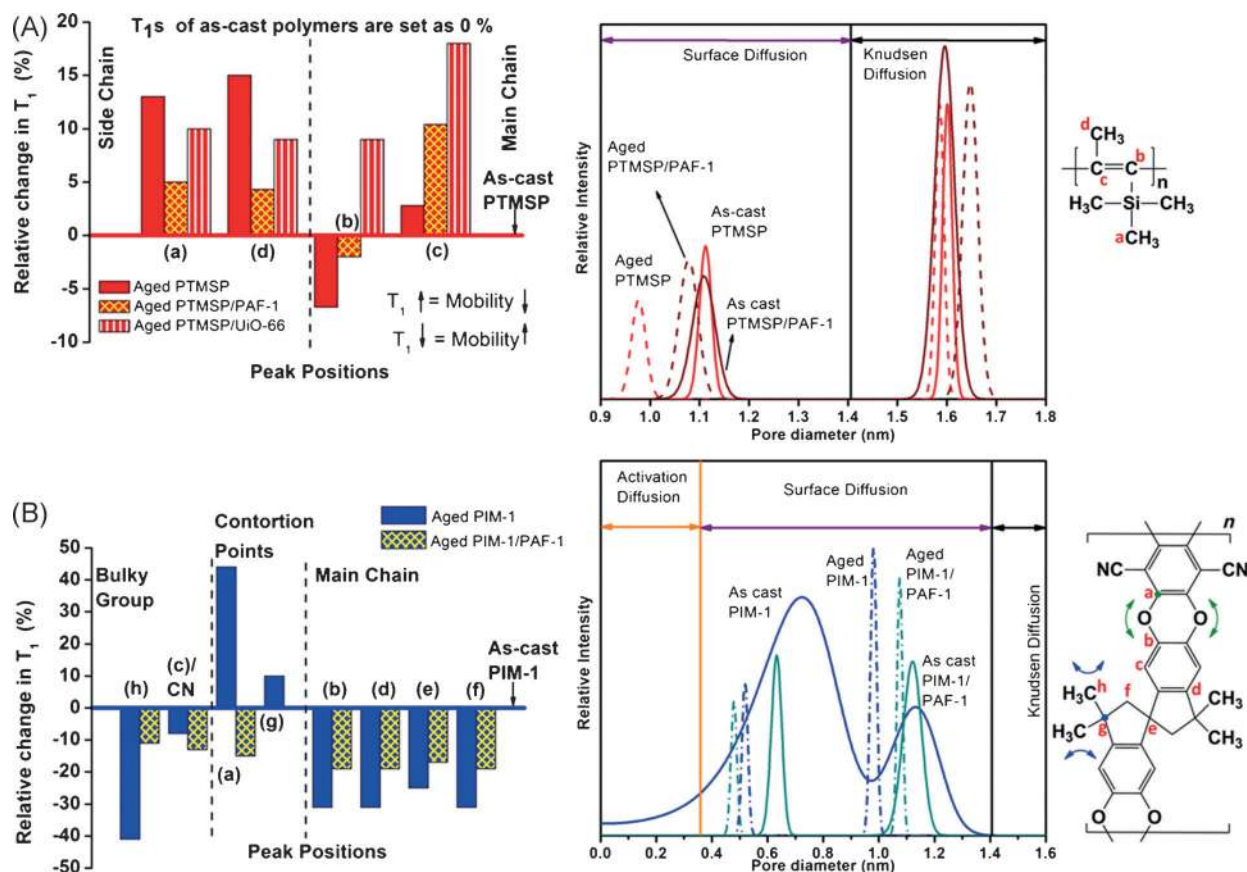 (A)
T₁s of as-cast polymers are set as 0 %
Relative change in T₁ (%)
20
15
10
5
0
-5
-10
Side Chain
Main Chain
As-cast
PTMSP
(a)
(d)
(b)
(c)
Aged PTMSP
Aged PTMSP/PAF-1
Aged PTMSP/UiO-66
T₁ ↑ = Mobility ↓
T₁ ↓ = Mobility ↑
Peak Positions
Relative Intensity
Surface Diffusion
Knudsen
Diffusion
Aged
PTMSP/PAF-1
As-cast
PTMSP
Aged
PTMSP
As cast
PTMSP/PAF-1
0.9 1.0 1.1 1.2 1.3 1.4 1.5 1.6 1.7 1.8
Pore diameter (nm)
d
CH₃
b
C=C
c
n
H₃C—Si—CH₃
a
CH₃
(B)
Relative change in T₁ (%)
50
40
30
20
10
0
-10
-20
-30
-40
-50
Aged PIM-1
Aged PIM-1/PAF-1
Contortion
Points
Bulky
Group
Main Chain
As-cast
PIM-1
(h)
(c)/
CN
(a)
(g)
(b)
(d)
(e)
(f)
Peak Positions
Relative Intensity
Activation
Diffusion
Surface Diffusion
Knudsen Diffusion
As cast
PIM-1
Aged
PIM-1
Aged
PIM-1/
PAF-1
As cast
PIM-1/
PAF-1
0.0 0.2 0.4 0.6 0.8 1.0 1.2 1.4 1.6
Pore diameter (nm)
n
NC
CN
a
O
O
b
c
h
H₃C
f
d
CH₃
H₃C
g
e
CH₃
O
O